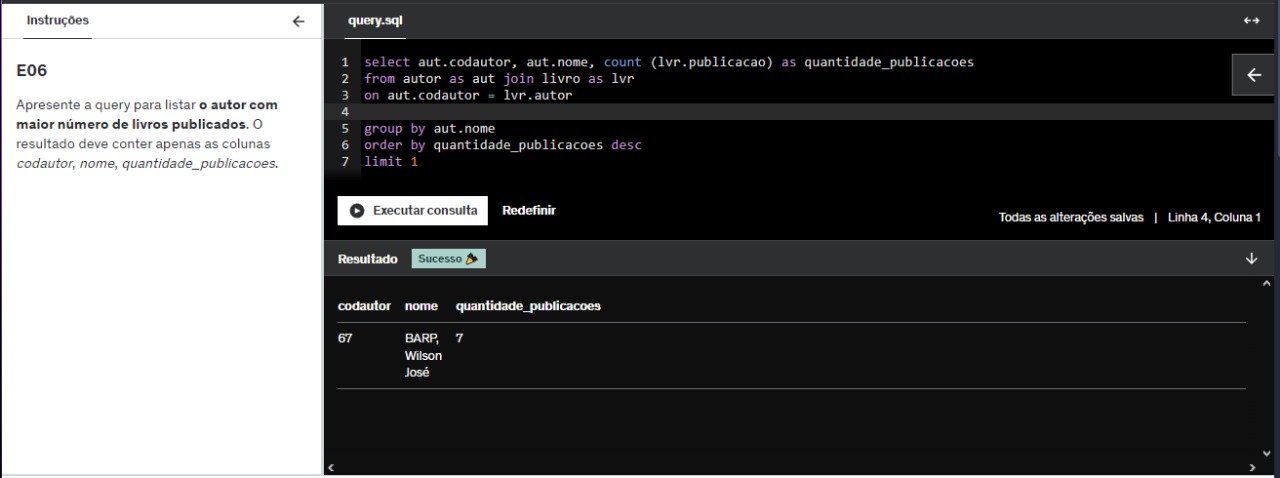 Instruções
E06
Apresente a query para listar o autor com
maior número de livros publicados. O
resultado deve conter apenas as colunas
codautor, nome, quantidade_publicacoes.
query.sql
1 select aut.codautor, aut.nome, count (lvr.publicacao) as quantidade_publicacoes
2 from autor as aut join livro as lvr
3 on aut.codautor = lvr.autor
4
5 group by aut.nome
6 order by quantidade_publicacoes desc
7 limit 1
Executar consulta Redefinir
Todas as alterações salvas | Linha 4, Coluna 1
Resultado Sucesso
codautor nome quantidade_publicacoes
67 BARP, 7
Wilson
José